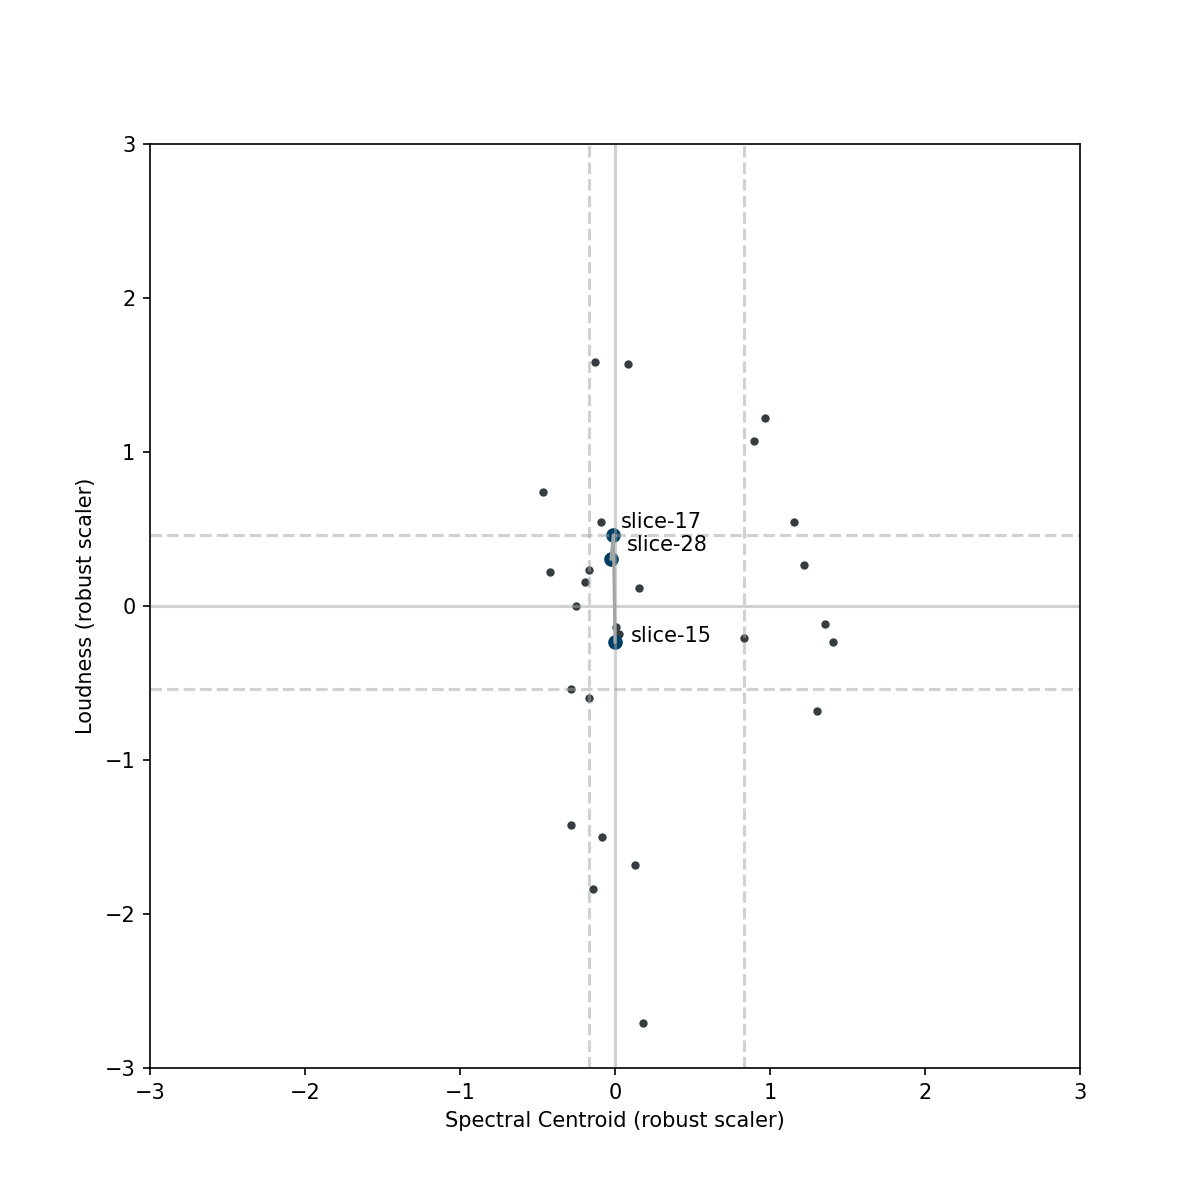 3
2
1
0
−1
−2
−3
Loudness (robust scaler)
slice-17
slice-28
slice-15
−3 −2 −1 0 1 2 3
Spectral Centroid (robust scaler)